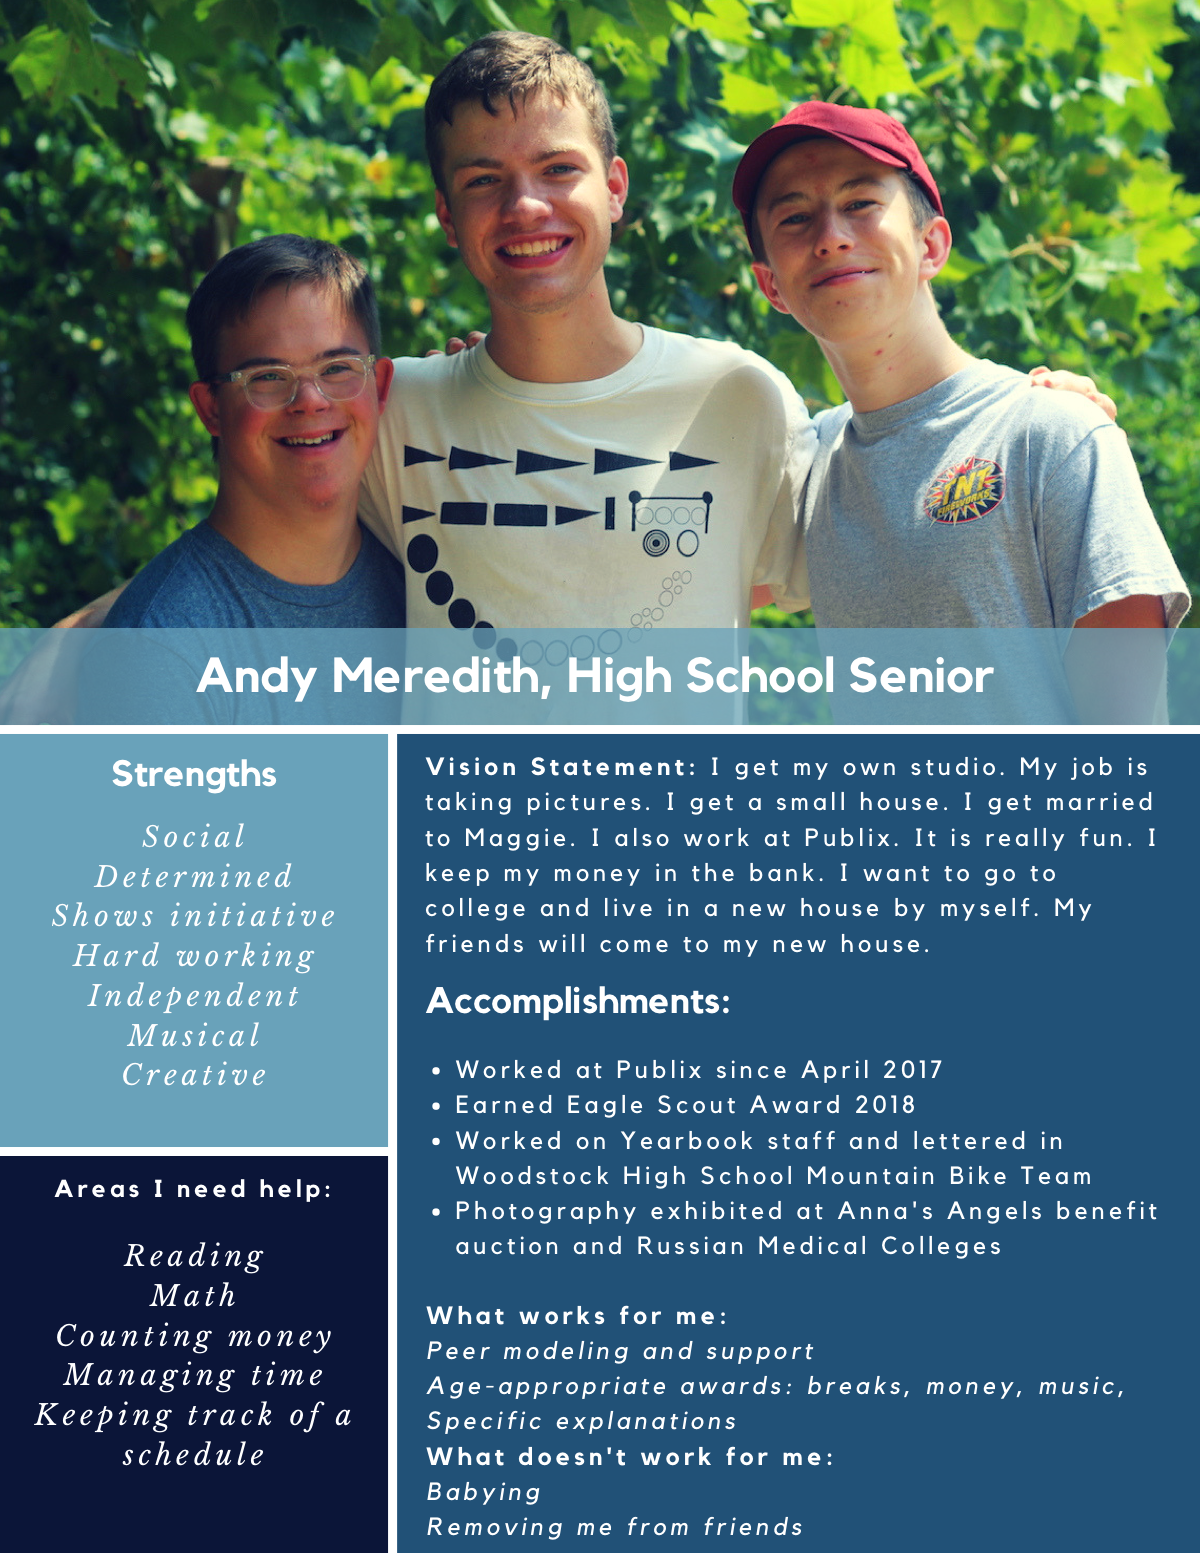 TNT
FIREWORKS
Andy Meredith, High School Senior
Strengths
Social
Determined
Shows initiative
Hard working
Independent
Musical
Creative
Areas I need help:
Reading
Math
Counting money
Managing time
Keeping track of a
schedule
Vision Statement: I get my own studio. My job is
taking pictures. I get a small house. I get married
to Maggie. I also work at Publix. It is really fun. I
keep my money in the bank. I want to go to
college and live in a new house by myself. My
friends will come to my new house.
Accomplishments:
• Worked at Publix since April 2017
• Earned Eagle Scout Award 2018
• Worked on Yearbook staff and lettered in
Woodstock High School Mountain Bike Team
• Photography exhibited at Anna's Angels benefit
auction and Russian Medical Colleges
What works for me:
Peer modeling and support
Age-appropriate awards: breaks, money, music,
Specific explanations
What doesn't work for me:
Babying
Removing me from friends